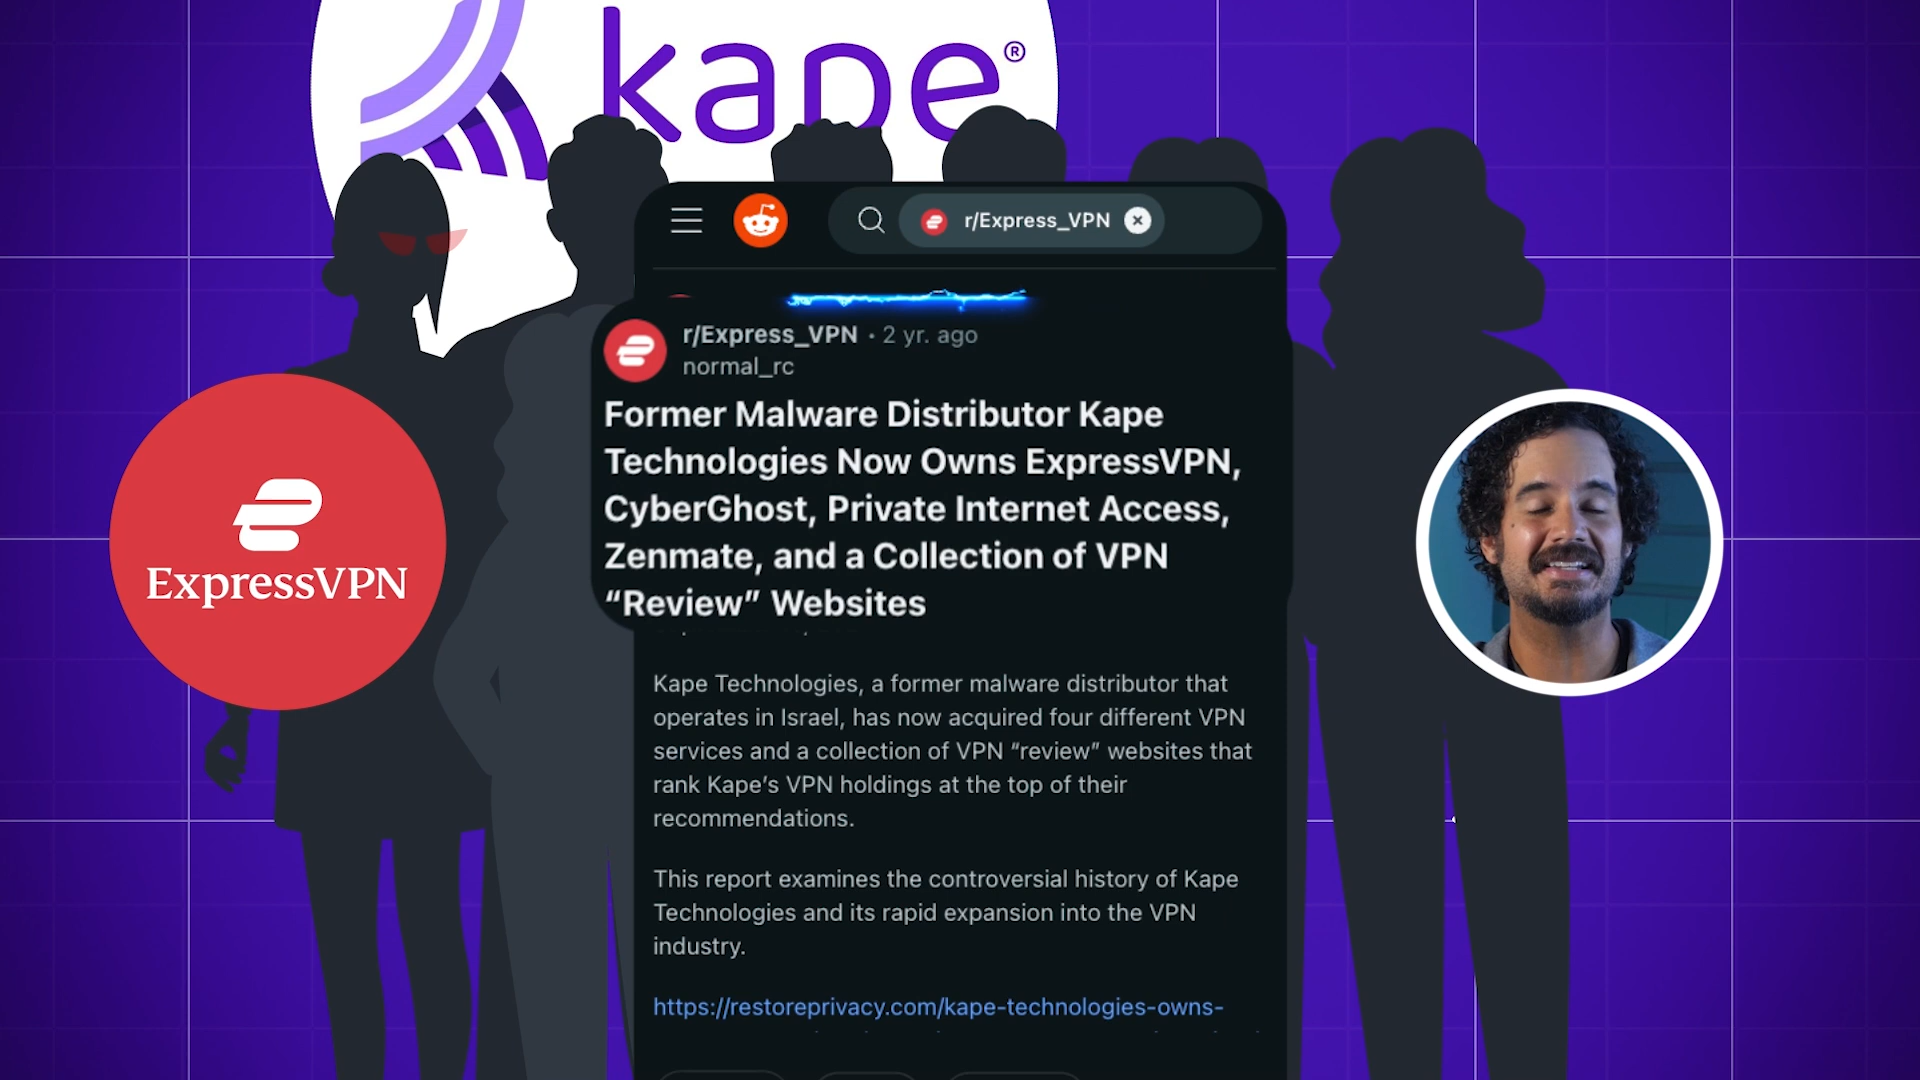 kape®
r/Express_VPN
r/Express_VPN · 2 yr. ago
normal_rc
Former Malware Distributor Kape
Technologies Now Owns ExpressVPN,
CyberGhost, Private Internet Access,
Zenmate, and a Collection of VPN
“Review” Websites
ExpressVPN
Kape Technologies, a former malware distributor that
operates in Israel, has now acquired four different VPN
services and a collection of VPN “review” websites that
rank Kape’s VPN holdings at the top of their
recommendations.
This report examines the controversial history of Kape
Technologies and its rapid expansion into the VPN
industry.
https://restoreprivacy.com/kape-technologies-owns-